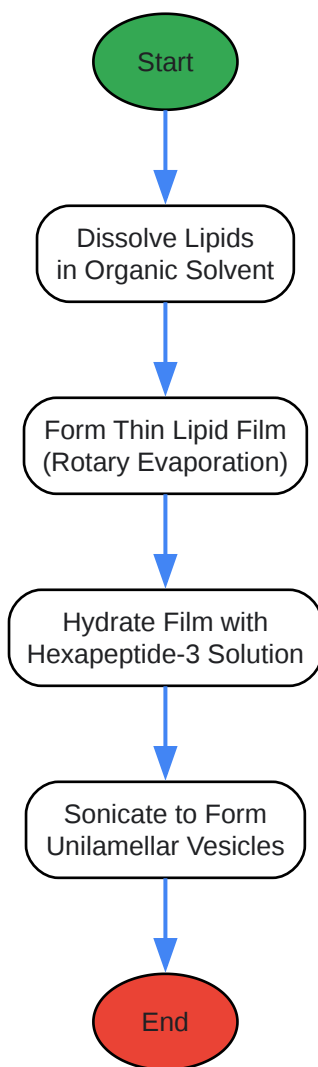 Start
Dissolve Lipids
in Organic Solvent
Form Thin Lipid Film
(Rotary Evaporation)
Hydrate Film with
Hexapeptide-3 Solution
Sonicate to Form
Unilamellar Vesicles
End